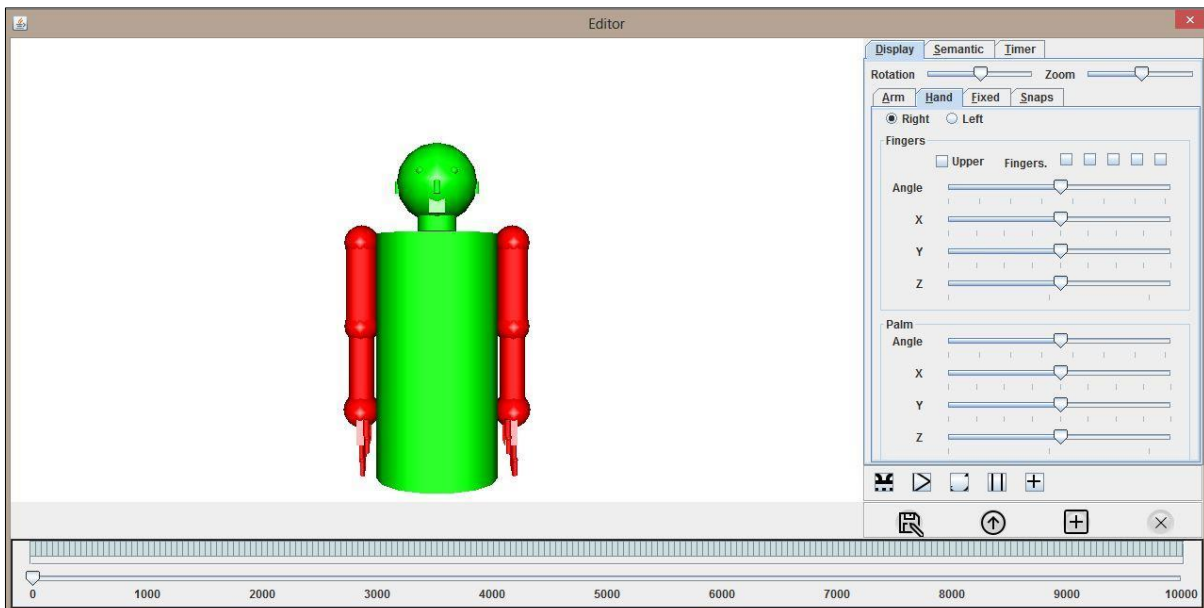 Editor
Display Semantic Timer
Rotation Zoom
Arm Hand Fixed Snaps
Right Left
Fingers
Upper Fingers.
Angle
X
Y
Z
Palm
Angle
X
Y
Z
0 1000 2000 3000 4000 5000 6000 7000 8000 9000 10000